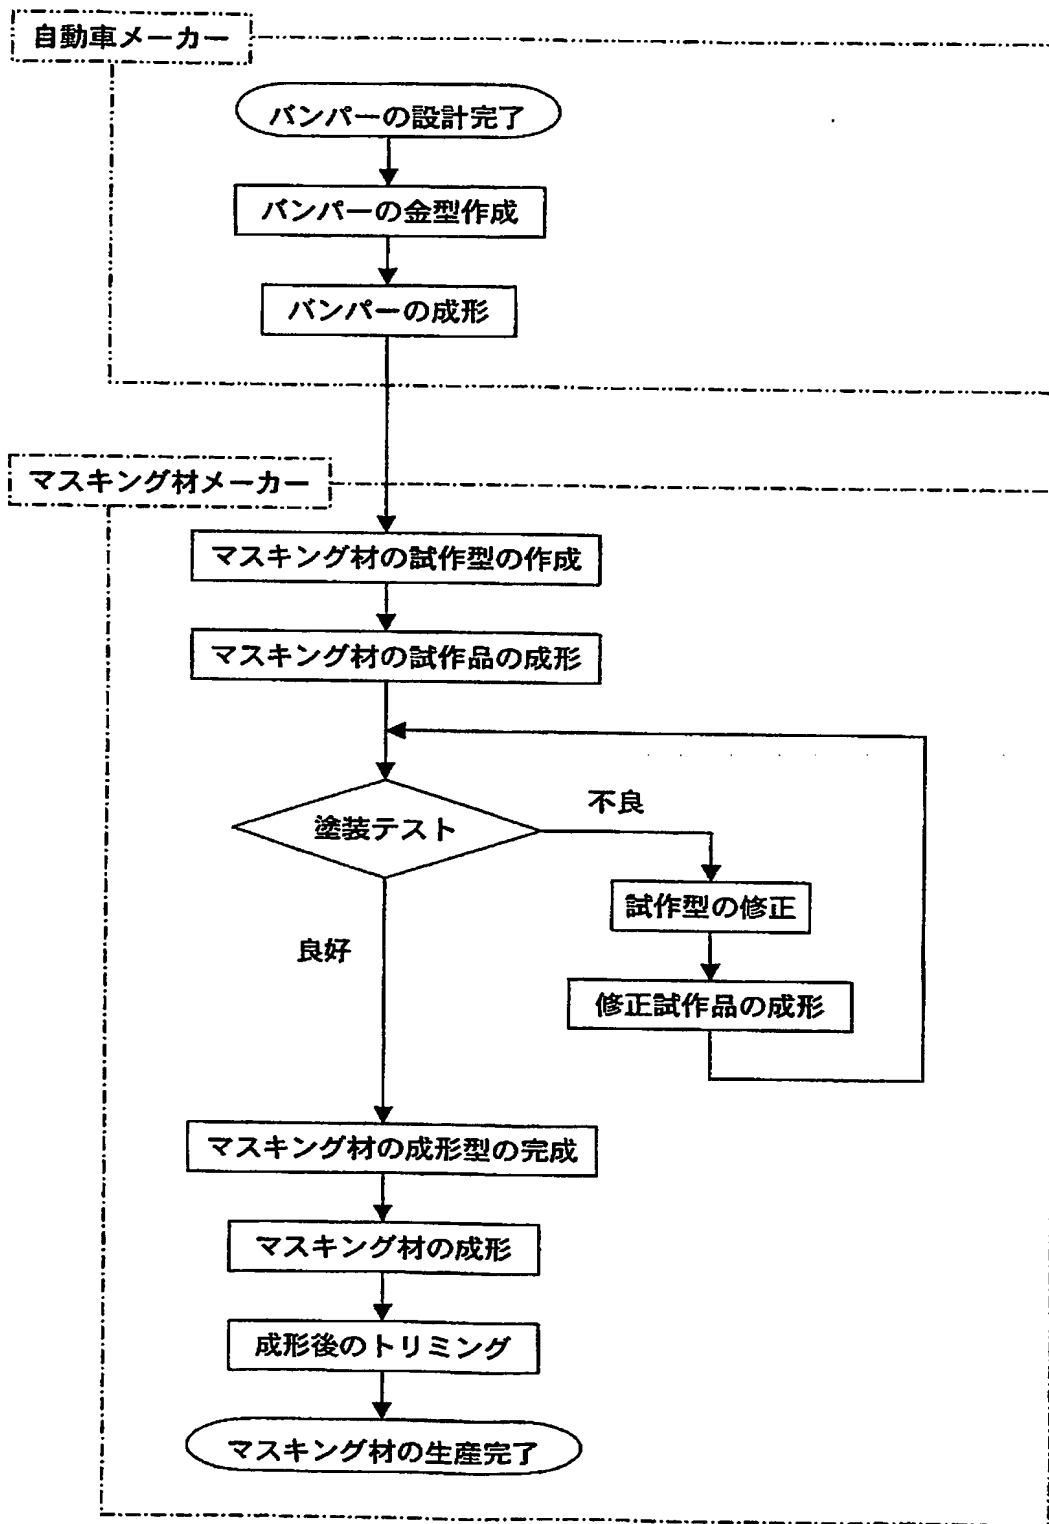 自動車メーカー
バンパーの設計完了
バンパーの金型作成
バンパーの成形
マスキング材メーカー
マスキング材の試作型の作成
マスキング材の試作品の成形
塗装テスト
不良
試作型の修正
修正試作品の成形
良好
マスキング材の成形型の完成
マスキング材の成形
成形後のトリミング
マスキング材の生産完了